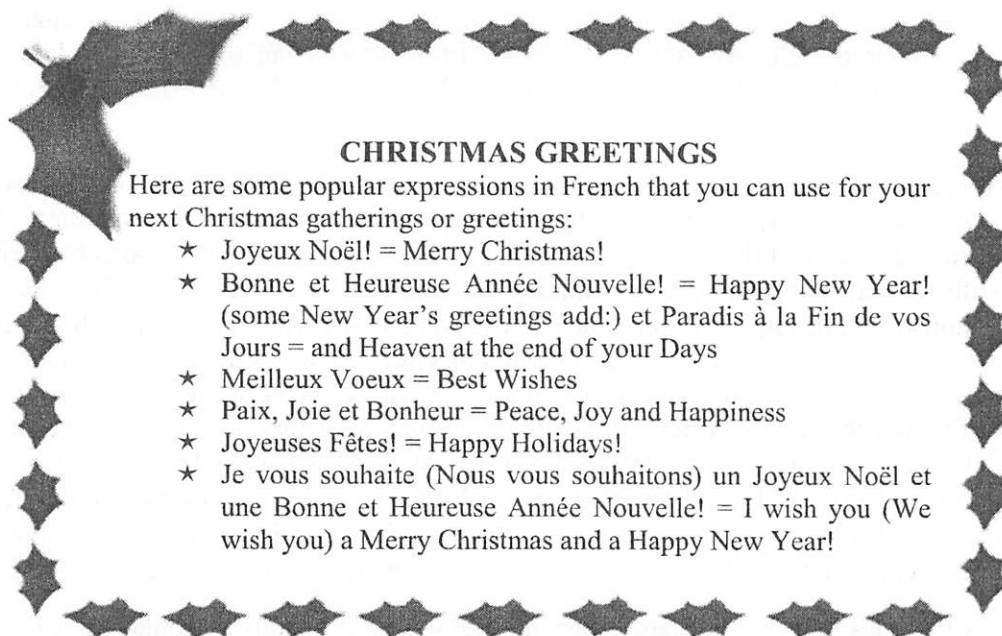 CHRISTMAS GREETINGS
Here are some popular expressions in French that you can use for your
next Christmas gatherings or greetings:
★ Joyeux Noël! = Merry Christmas!
★ Bonne et Heureuse Année Nouvelle! = Happy New Year!
(some New Year's greetings add:) et Paradis à la Fin de vos
Jours = and Heaven at the end of your Days
★ Meilleux Voeux = Best Wishes
★ Paix, Joie et Bonheur = Peace, Joy and Happiness
★ Joyeuses Fêtes! = Happy Holidays!
★ Je vous souhaite (Nous vous souhaitons) un Joyeux Noël et
une Bonne et Heureuse Année Nouvelle! = I wish you (We
wish you) a Merry Christmas and a Happy New Year!